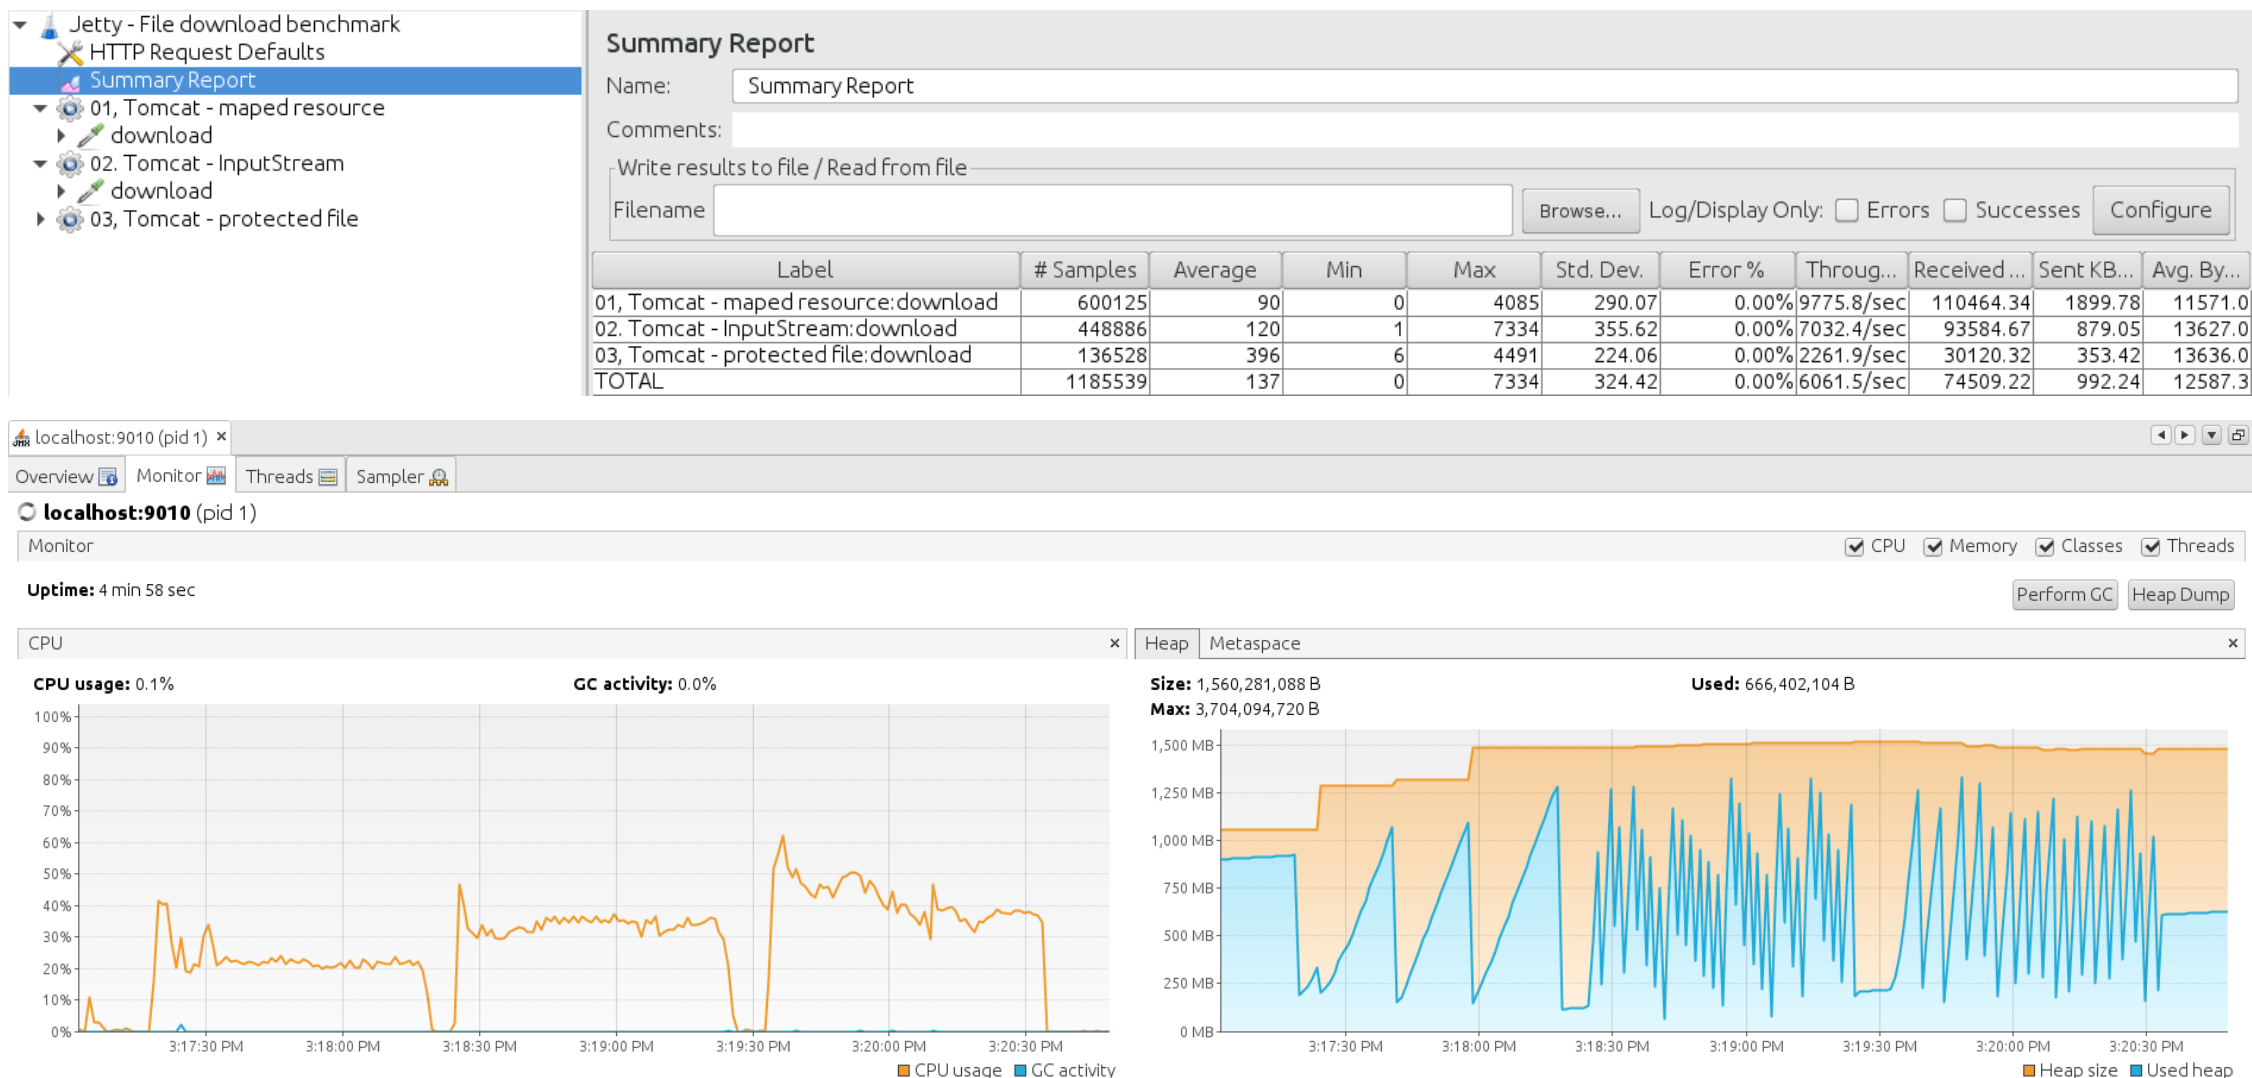 Jetty - File download benchmark
HTTP Request Defaults
Summary Report
01, Tomcat - maped resource
download
02. Tomcat - InputStream
download
03, Tomcat - protected file
Summary Report
Name: Summary Report
Comments:
Write results to file / Read from file
Filename Browse... Log/Display Only: Errors Successes Configure
Label # Samples Average Min Max Std. Dev. Error % Throug... Received ... Sent KB... Avg. By...
01, Tomcat - maped resource:download 600125 90 0 4085 290.07 0.00% 9775.8/sec 110464.34 1899.78 11571.0
02. Tomcat - InputStream:download 448886 120 1 7334 355.62 0.00% 7032.4/sec 93584.67 879.05 13627.0
03, Tomcat - protected file:download 136528 396 6 4491 224.06 0.00% 2261.9/sec 30120.32 353.42 13636.0
TOTAL 1185539 137 0 7334 324.42 0.00% 6061.5/sec 74509.22 992.24 12587.3
JMX localhost:9010 (pid 1)
Overview Monitor Threads Sampler
localhost:9010 (pid 1)
Monitor CPU Memory Classes Threads
Uptime: 4 min 58 sec Perform GC Heap Dump
CPU
CPU usage: 0.1% GC activity: 0.0%
100%
90%
80%
70%
60%
50%
40%
30%
20%
10%
0%
3:17:30 PM 3:18:00 PM 3:18:30 PM 3:19:00 PM 3:19:30 PM 3:20:00 PM 3:20:30 PM
CPU usage GC activity
Heap Metaspace
Size: 1,560,281,088 B Used: 666,402,104 B
Max: 3,704,094,720 B
1,500 MB
1,250 MB
1,000 MB
750 MB
500 MB
250 MB
0 MB
3:17:30 PM 3:18:00 PM 3:18:30 PM 3:19:00 PM 3:19:30 PM 3:20:00 PM 3:20:30 PM
Heap size Used heap